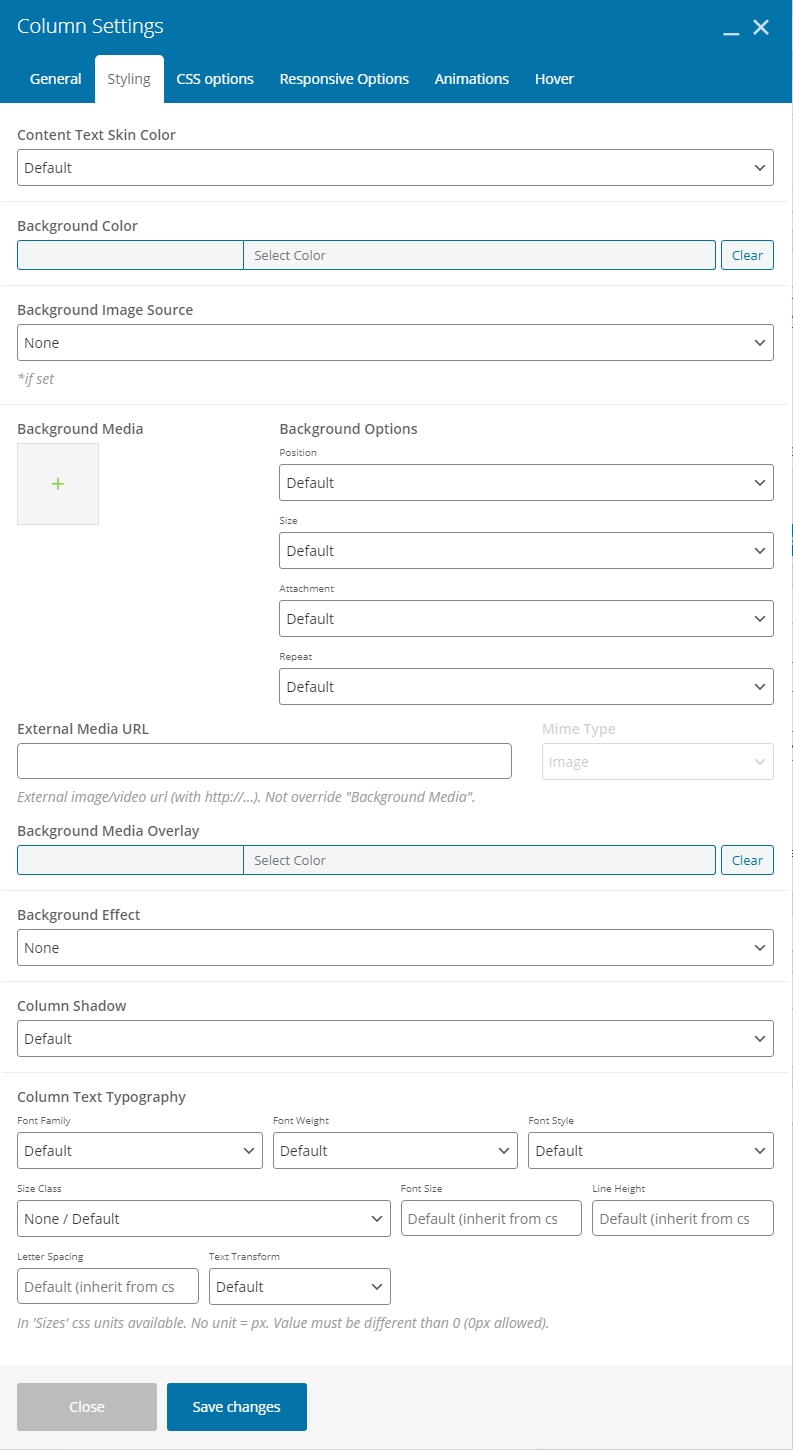 Column Settings
General Styling CSS options Responsive Options Animations Hover
Content Text Skin Color
Default
Background Color
Select Color Clear
Background Image Source
None
*if set
Background Media
Background Options
Position
+
Default
Size
Default
Attachment
Default
Repeat
Default
External Media URL Mime Type
Image
External image/video url (with http://...). Not override "Background Media".
Background Media Overlay
Select Color Clear
Background Effect
None
Column Shadow
Default
Column Text Typography
Font Family Font Weight Font Style
Default Default Default
Size Class Font Size Line Height
None / Default Default (inherit from cs Default (inherit from cs
Letter Spacing Text Transform
Default (inherit from cs Default
In 'Sizes' css units available. No unit = px. Value must be different than 0 (0px allowed).
Close Save changes